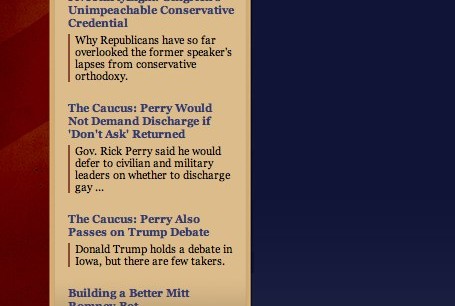 Unimpeachable Conservative
Credential
Why Republicans have so far
overlooked the former speaker's
lapses from conservative
orthodoxy.
The Caucus: Perry Would
Not Demand Discharge if
'Don't Ask' Returned
Gov. Rick Perry said he would
defer to civilian and military
leaders on whether to discharge
gay ...
The Caucus: Perry Also
Passes on Trump Debate
Donald Trump holds a debate in
Iowa, but there are few takers.
Building a Better Mitt
Romney-Bot